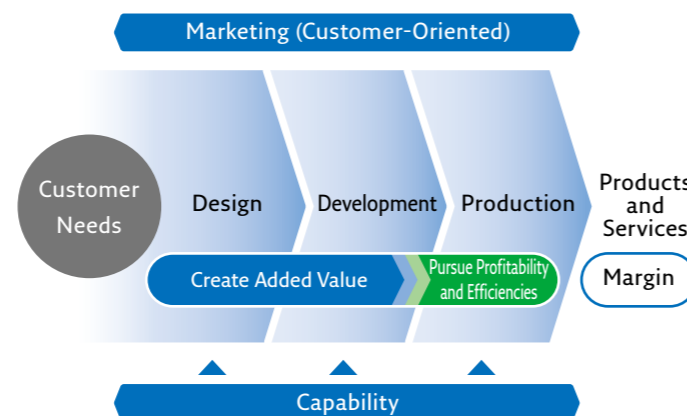 Marketing (Customer-Oriented)
Customer
Needs
Design
Development
Production
Products
and
Services
Create Added Value
Pursue Profitability
and Efficiencies
Margin
Capability